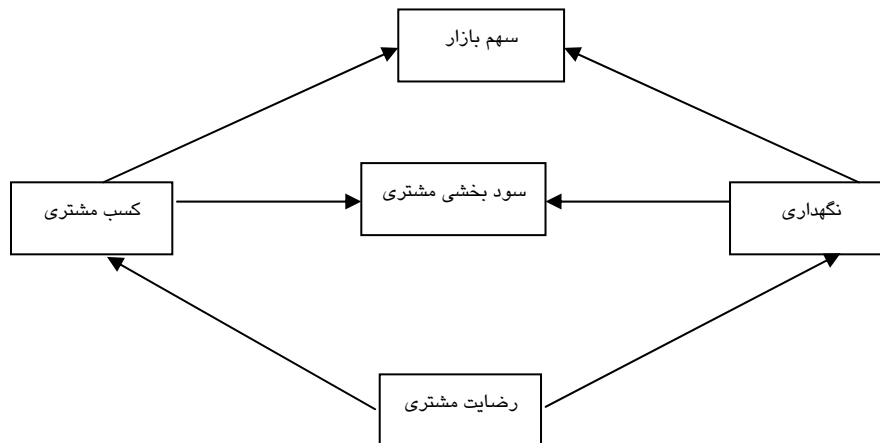 سهم بازار
سود بخشی مشتری
نگهداری
کسب مشتری
رضایت مشتری